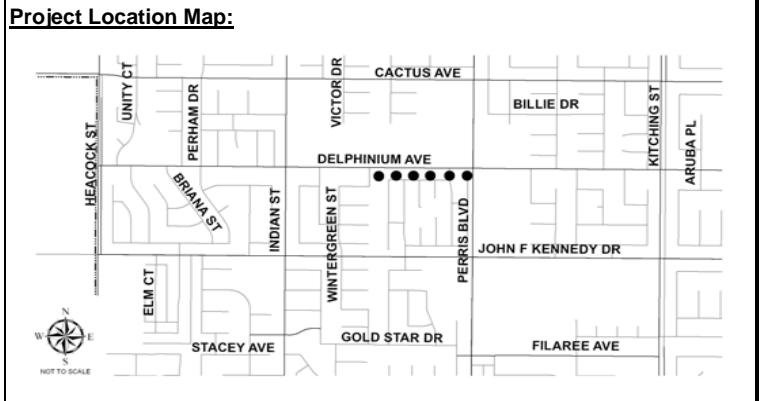 Project Location Map:
CACTUS AVE
UNITY CT
PERHAM DR
VICTOR DR
BILLIE DR
KITCHING ST
ARUBA PL
HEACOCK ST
DELPHINIUM AVE
BRIANA ST
INDIAN ST
WINTERGREEN ST
PERRIS BLVD
JOHN F KENNEDY DR
ELM CT
STACEY AVE
GOLD STAR DR
FILAREE AVE
N
W E
S
NOT TO SCALE